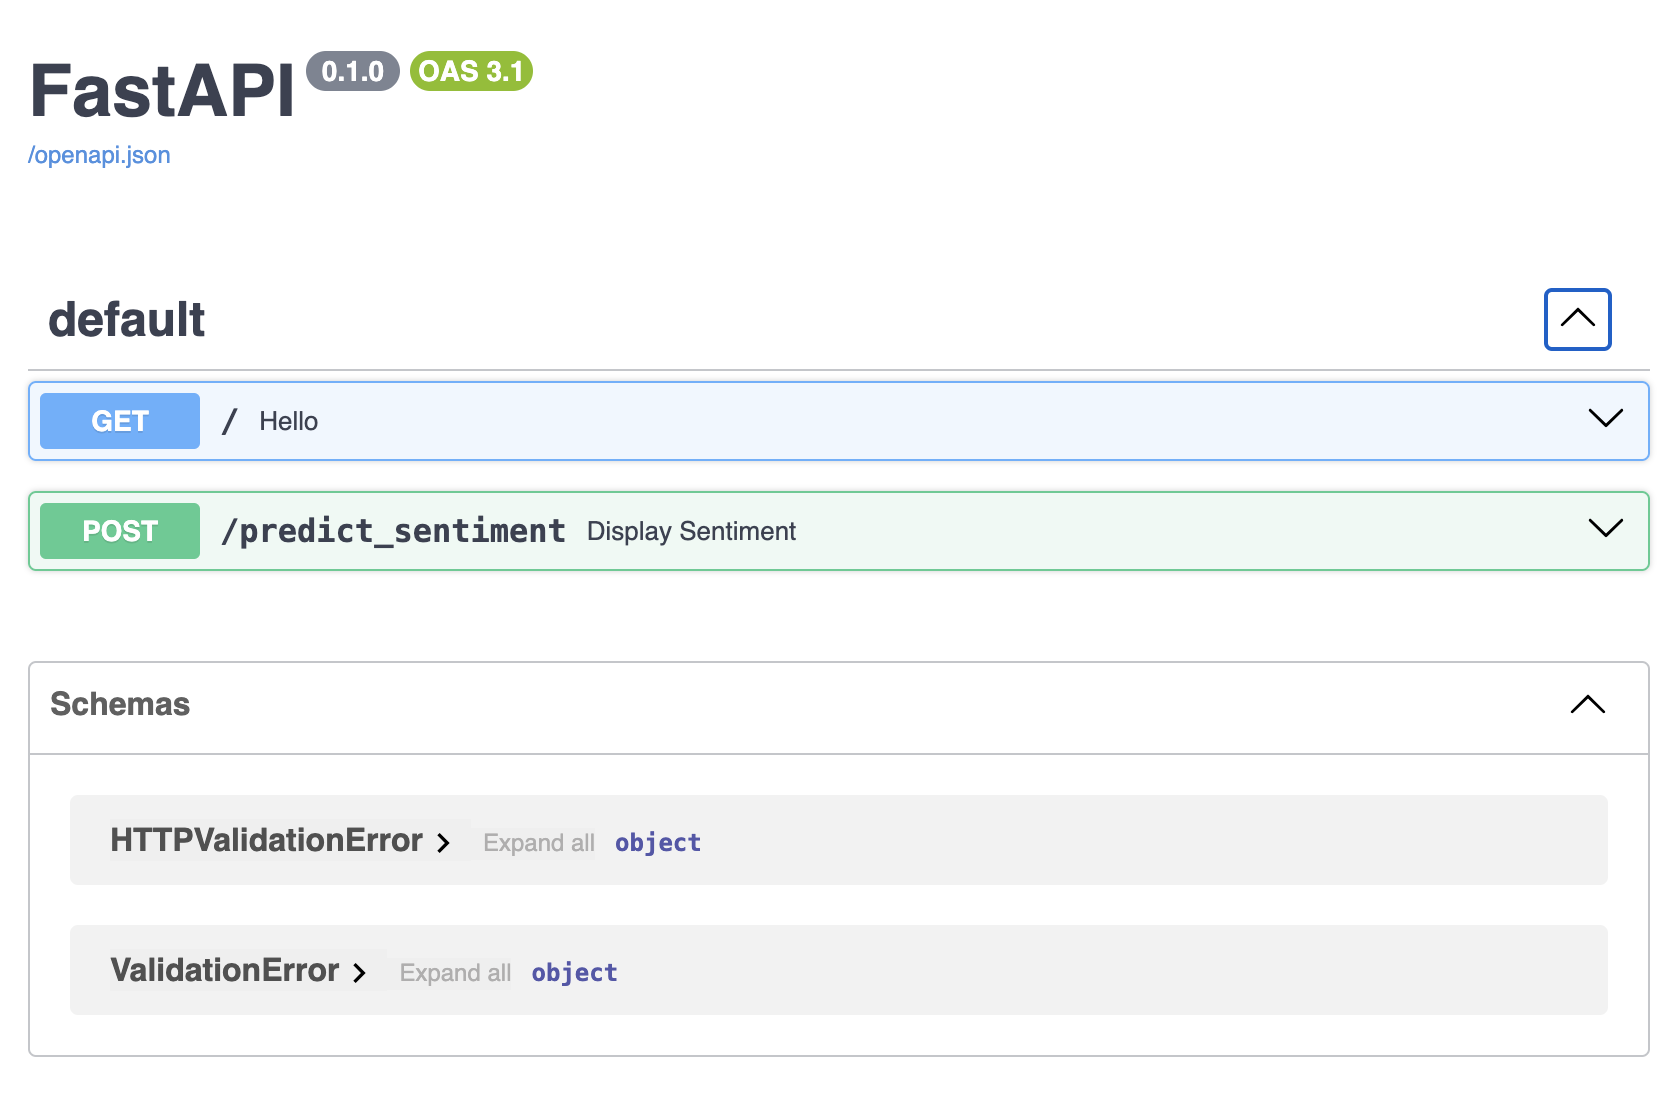 FastAPI 0.1.0 OAS 3.1
/openapi.json
default
GET / Hello
POST /predict_sentiment Display Sentiment
Schemas
HTTPValidationError Expand all object
ValidationError Expand all object